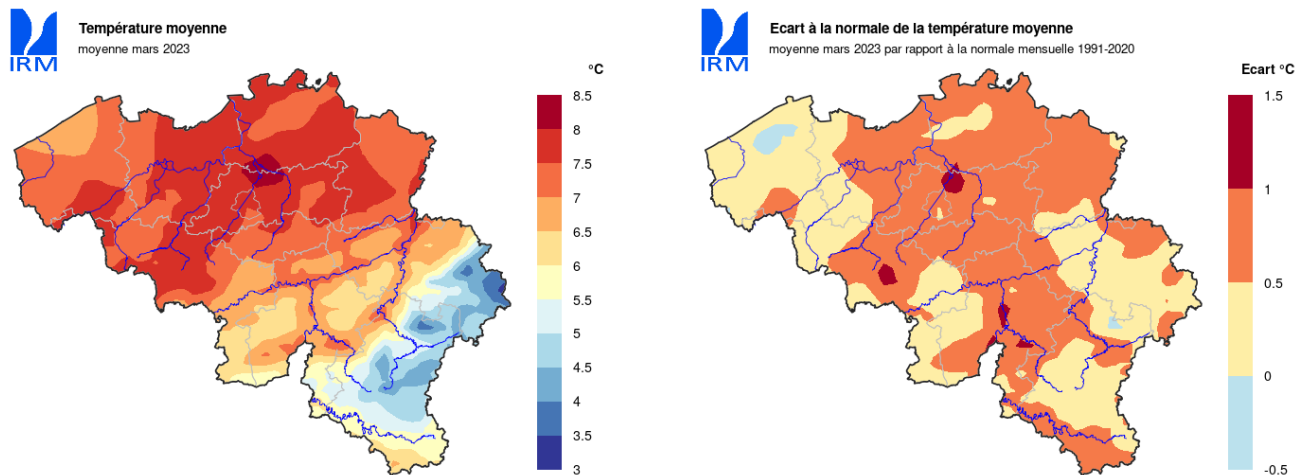 IRM
Température moyenne
moyenne mars 2023
°C
8.5
8
7.5
7
6.5
6
5.5
5
4.5
4
3.5
3
IRM
Ecart à la normale de la température moyenne
moyenne mars 2023 par rapport à la normale mensuelle 1991-2020
Ecart °C
1.5
1
0.5
0
-0.5